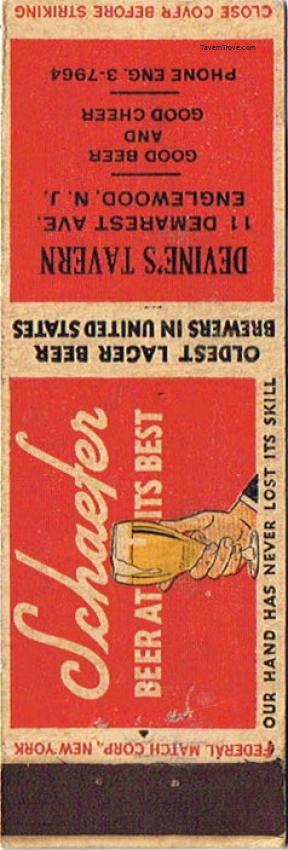 CLOSE COVER BEFORE STRIKING
TavernTrove.com
DEVINE'S TAVERN
11 DEMAREST AVE.
ENGLEWOOD, N. J.
GOOD BEER
AND
GOOD CHEER
PHONE ENG. 3-7964
OLDEST LAGER BEER
BREWERS IN UNITED STATES
Schaefer
BEER AT ITS BEST
OUR HAND HAS NEVER LOST ITS SKILL
FEDERAL MATCH CORP., NEW YORK